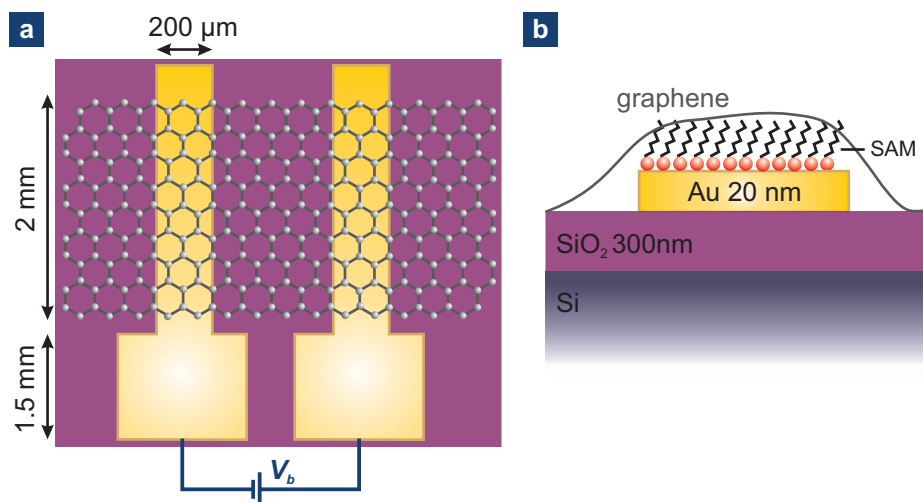 a
200 µm
2 mm
1.5 mm
V_b
b
graphene
SAM
Au 20 nm
SiO₂ 300nm
Si